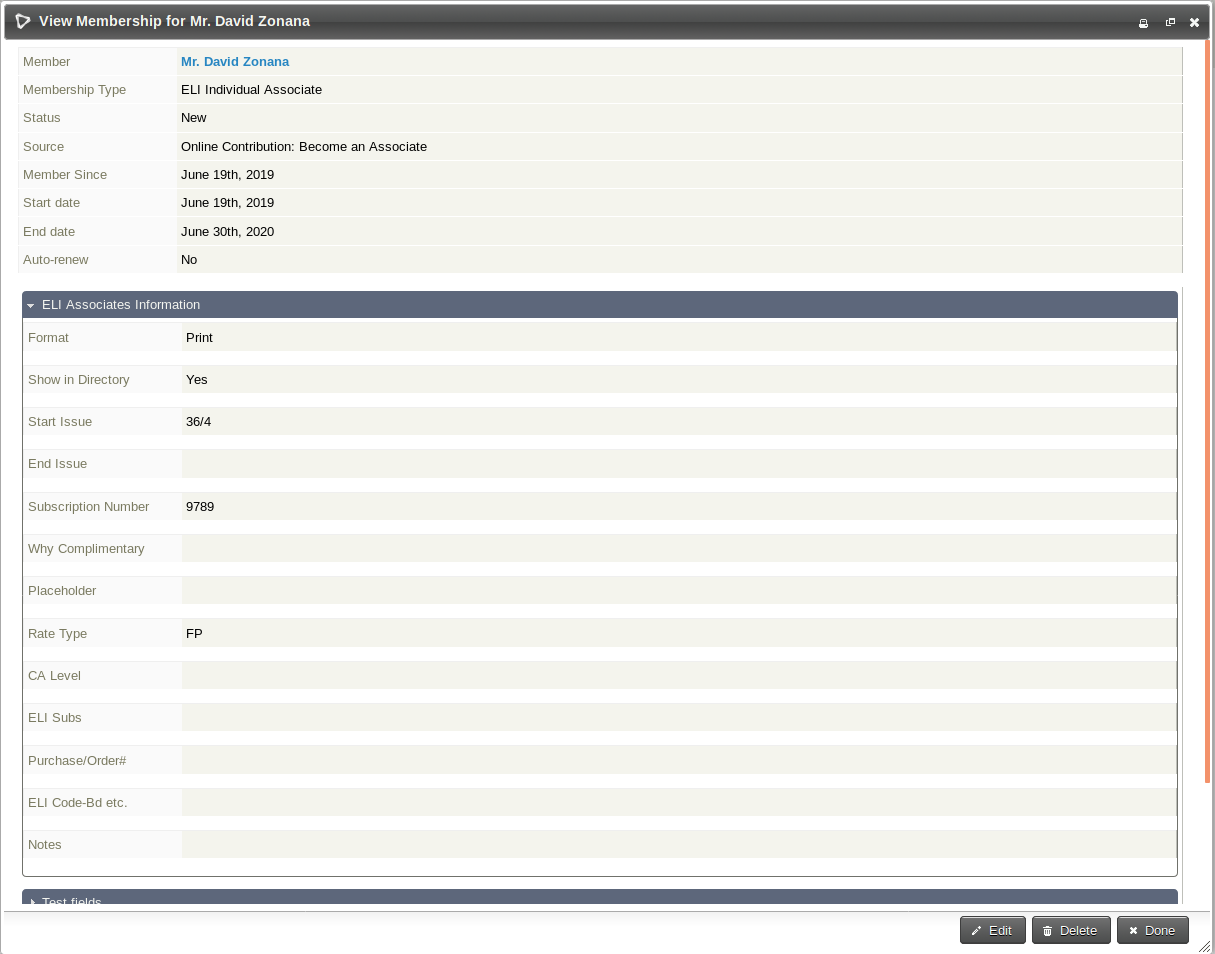 View Membership for Mr. David Zonana
Member Mr. David Zonana
Membership Type ELI Individual Associate
Status New
Source Online Contribution: Become an Associate
Member Since June 19th, 2019
Start date June 19th, 2019
End date June 30th, 2020
Auto-renew No
ELI Associates Information
Format Print
Show in Directory Yes
Start Issue 36/4
End Issue
Subscription Number 9789
Why Complimentary
Placeholder
Rate Type FP
CA Level
ELI Subs
Purchase/Order#
ELI Code-Bd etc.
Notes
Test fields
Edit Delete Done